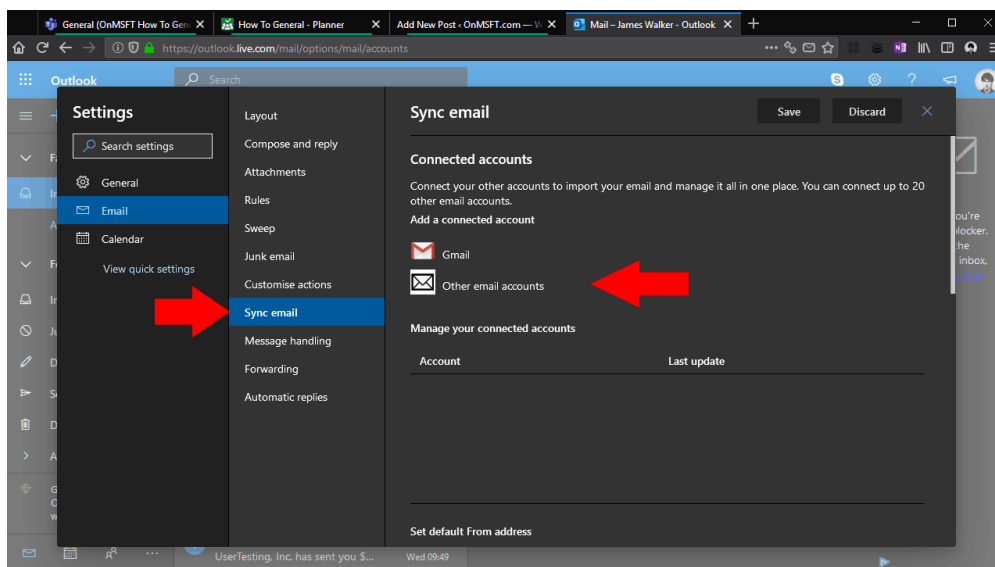 General (OnMSFT How To Gen
How To General - Planner
Add New Post ‹ OnMSFT.com — W
Mail – James Walker - Outlook
https://outlook.live.com/mail/options/mail/accounts
Outlook
Search
Settings
Search settings
General
Email
Calendar
View quick settings
Layout
Compose and reply
Attachments
Rules
Sweep
Junk email
Customise actions
Sync email
Message handling
Forwarding
Automatic replies
Sync email
Save
Discard
Connected accounts
Connect your other accounts to import your email and manage it all in one place. You can connect up to 20
other email accounts.
Add a connected account
Gmail
Other email accounts
Manage your connected accounts
Account
Last update
Set default From address
UserTesting. Inc. has sent you $...
Wed 09:49